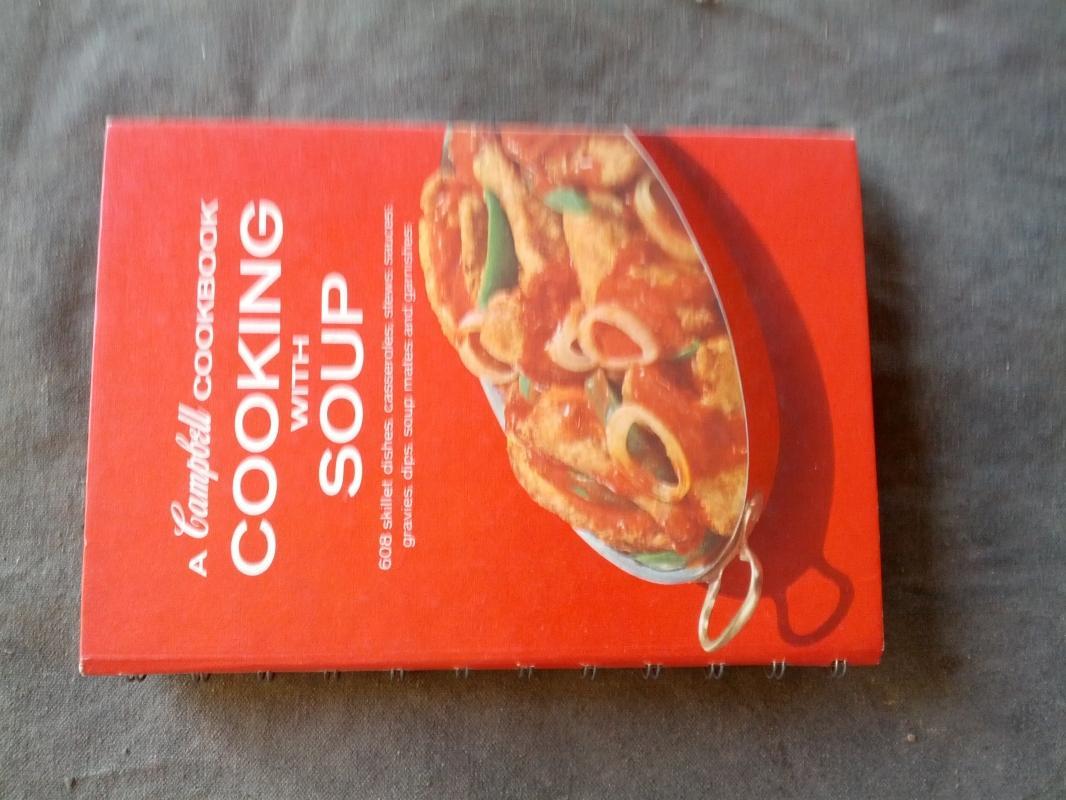 A Campbell COOKBOOK
COOKING
WITH
SOUP
608 skillet dishes: casseroles: stews: sauces:
gravies: dips: soup mates and garnishes: